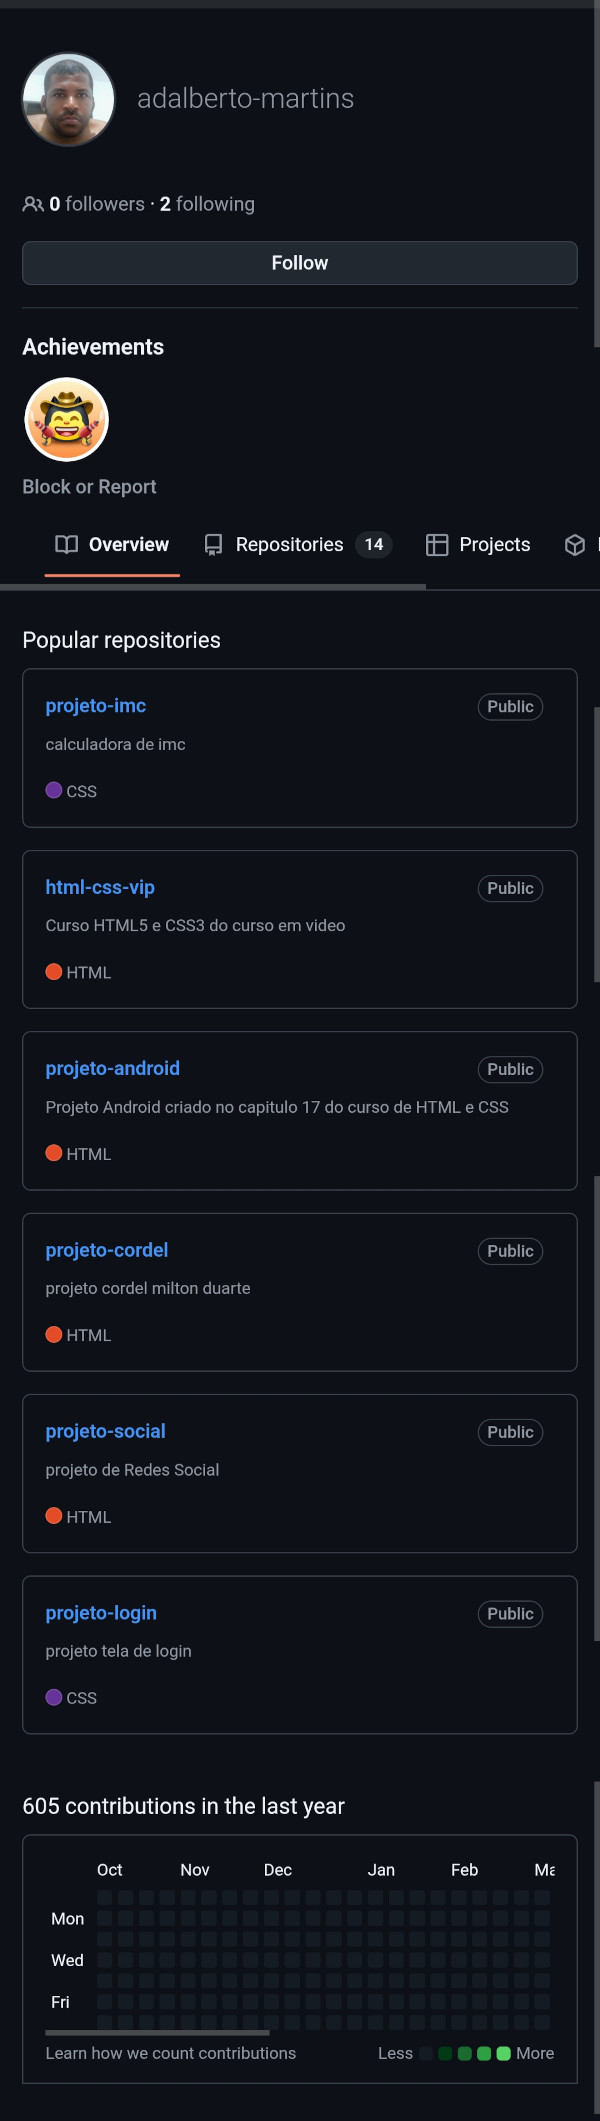 adalberto-martins
0 followers · 2 following
Follow
Achievements
Block or Report
Overview Repositories 14 Projects
Popular repositories
projeto-imc Public
calculadora de imc
CSS
html-css-vip Public
Curso HTML5 e CSS3 do curso em video
HTML
projeto-android Public
Projeto Android criado no capitulo 17 do curso de HTML e CSS
HTML
projeto-cordel Public
projeto cordel milton duarte
HTML
projeto-social Public
projeto de Redes Social
HTML
projeto-login Public
projeto tela de login
CSS
605 contributions in the last year
Oct Nov Dec Jan Feb
Mon
Wed
Fri
Learn how we count contributions Less More